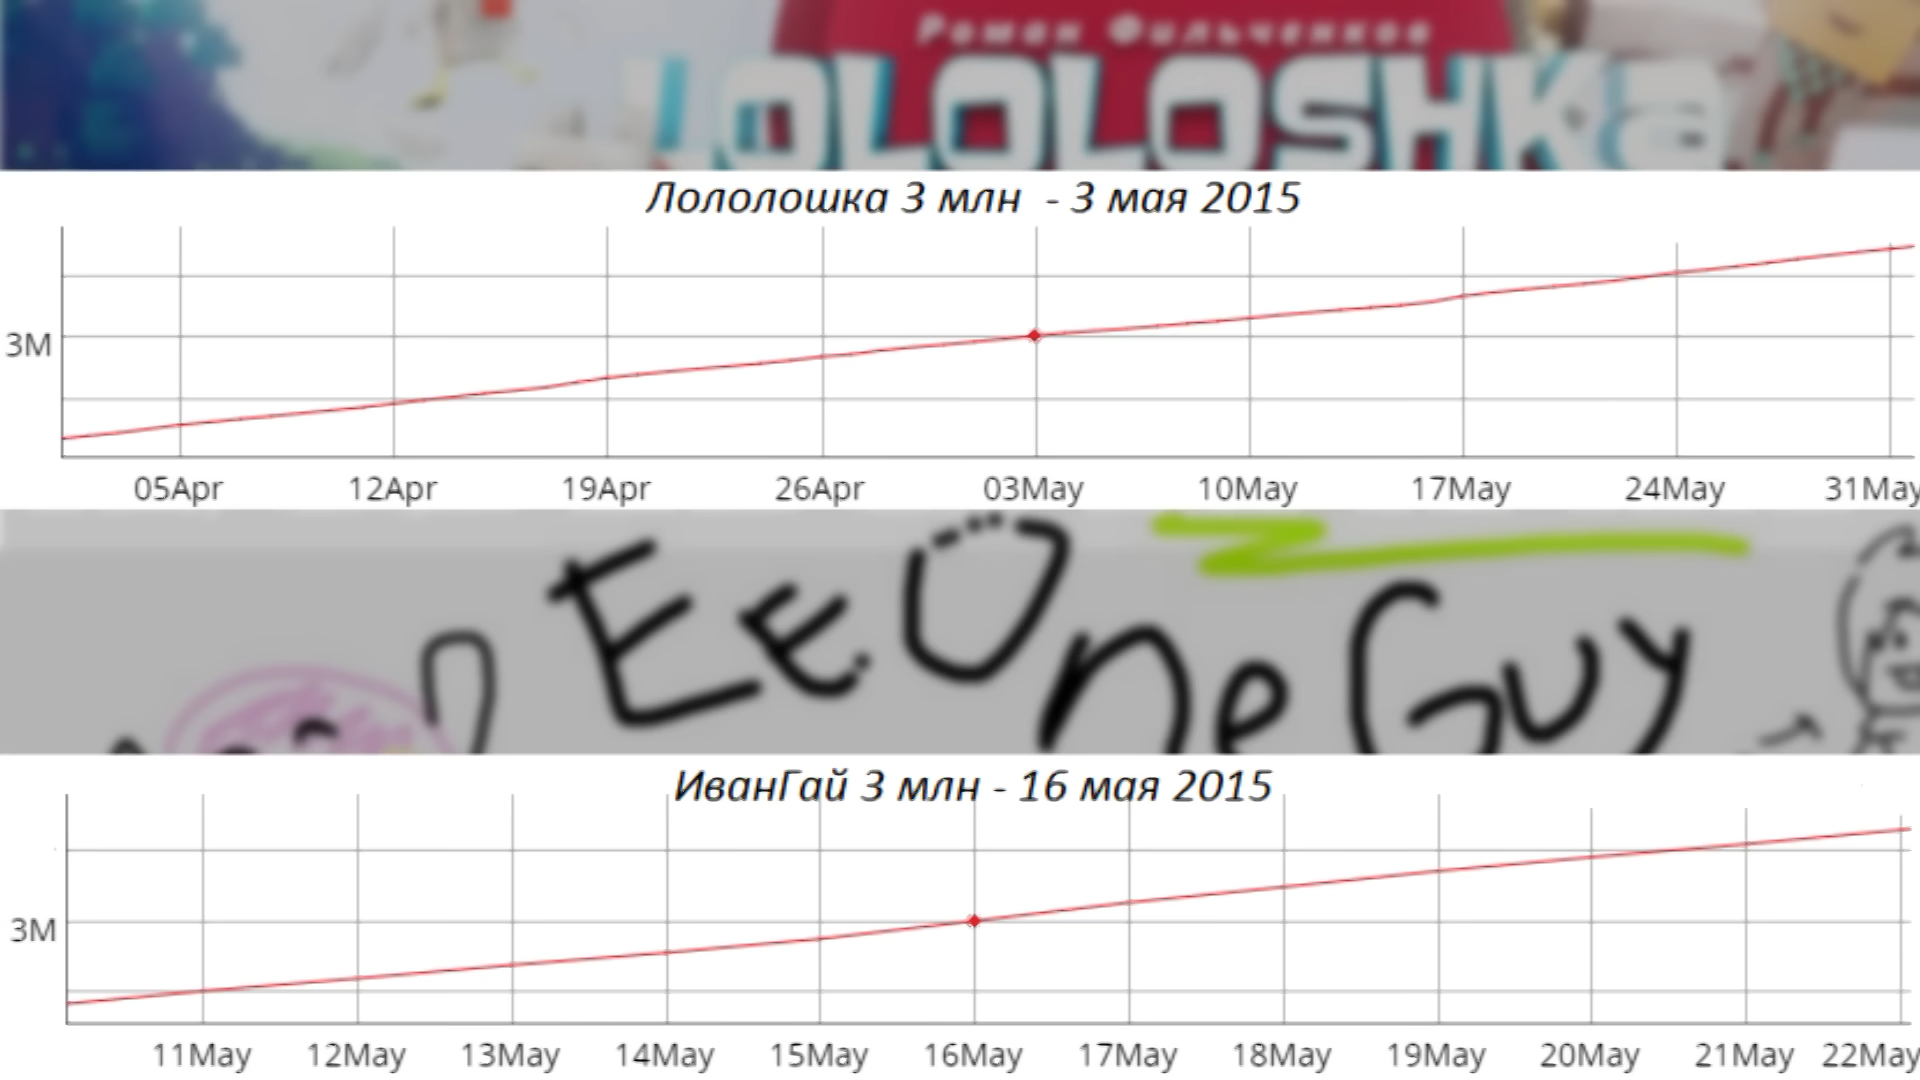 Роман Фильченков
LOLOLOSHKA
Лололошка 3 млн - 3 мая 2015
3M
05Apr 12Apr 19Apr 26Apr 03May 10May 17May 24May 31May
EEOneGuy
ИванГай 3 млн - 16 мая 2015
3M
11May 12May 13May 14May 15May 16May 17May 18May 19May 20May 21May 22May